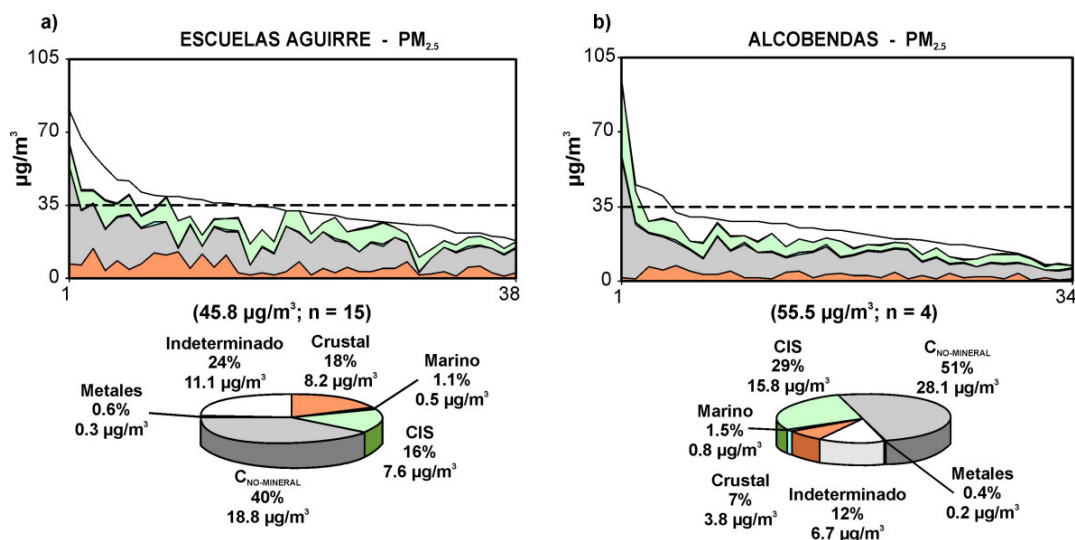 a)
ESCUELAS AGUIRRE - PM2.5
105
70
35
0
µg/m³
1
38
(45.8 µg/m³; n = 15)
Indeterminado
24%
11.1 µg/m³
Crustal
18%
8.2 µg/m³
Marino
1.1%
0.5 µg/m³
Metales
0.6%
0.3 µg/m³
CIS
16%
7.6 µg/m³
CNO-MINERAL
40%
18.8 µg/m³
b)
ALCOBENDAS - PM2.5
105
70
35
0
µg/m³
1
34
(55.5 µg/m³; n = 4)
CIS
29%
15.8 µg/m³
CNO-MINERAL
51%
28.1 µg/m³
Marino
1.5%
0.8 µg/m³
Crustal
7%
3.8 µg/m³
Indeterminado
12%
6.7 µg/m³
Metales
0.4%
0.2 µg/m³